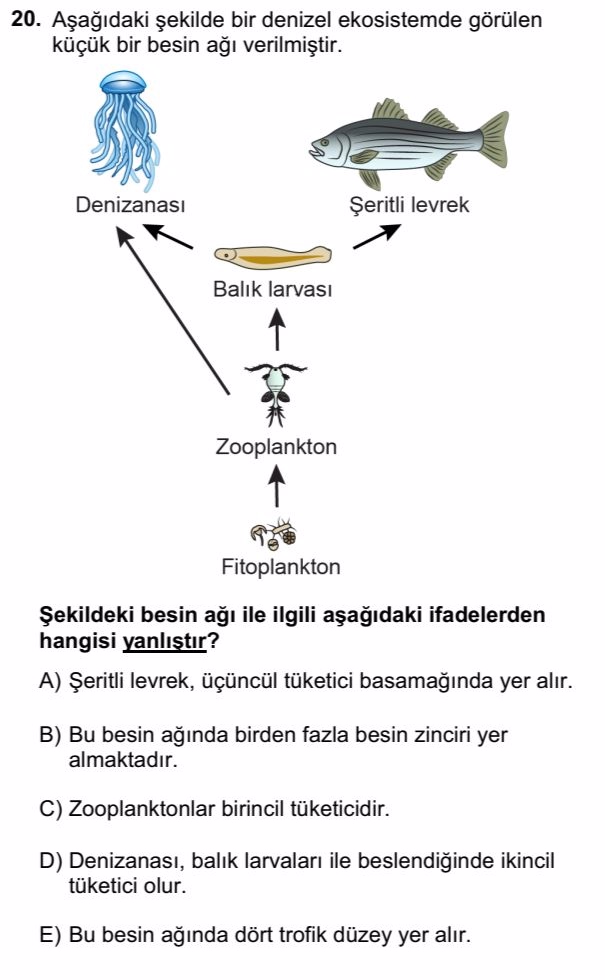 20. Aşağıdaki şekilde bir denizel ekosistemde görülen
küçük bir besin ağı verilmiştir.
Denizanası
Şeritli levrek
Balık larvası
Zooplankton
Fitoplankton
Şekildeki besin ağı ile ilgili aşağıdaki ifadelerden
hangisi yanlıştır?
A) Şeritli levrek, üçüncül tüketici basamağında yer alır.
B) Bu besin ağında birden fazla besin zinciri yer
almaktadır.
C) Zooplanktonlar birincil tüketicidir.
D) Denizanası, balık larvaları ile beslendiğinde ikincil
tüketici olur.
E) Bu besin ağında dört trofik düzey yer alır.